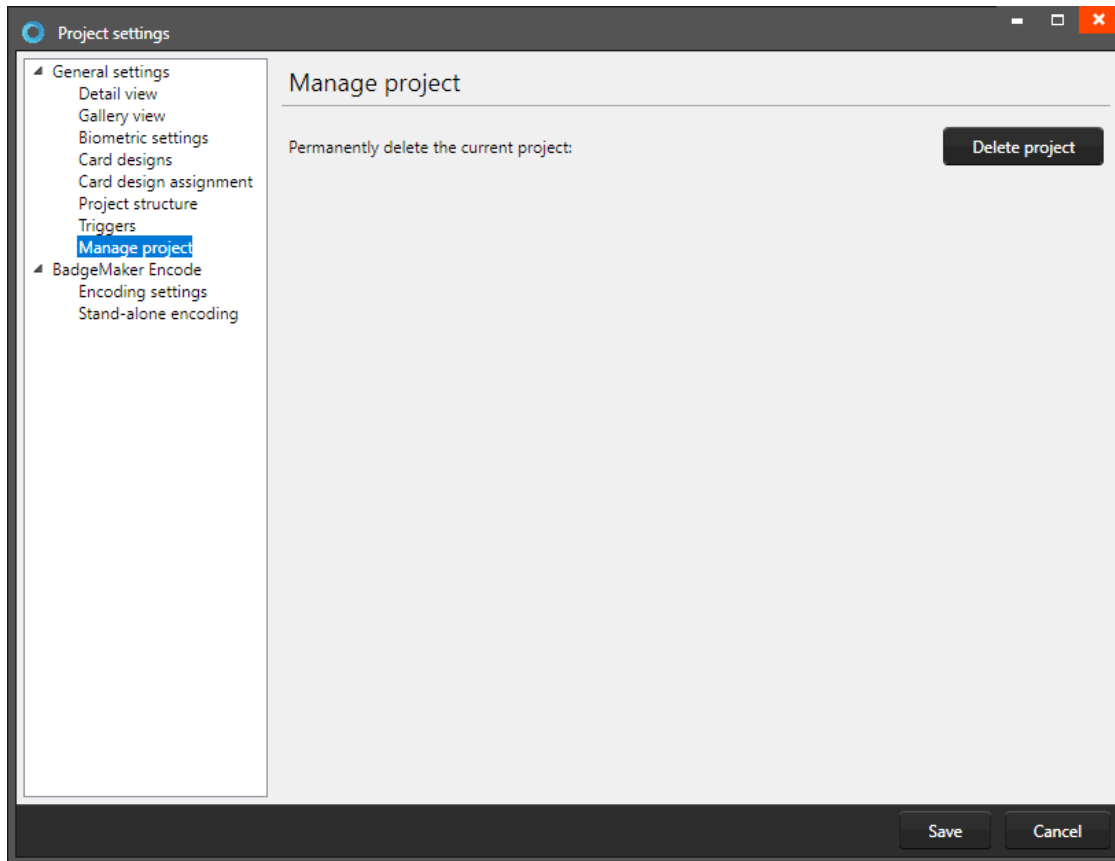 Project settings
General settings
Detail view
Gallery view
Biometric settings
Card designs
Card design assignment
Project structure
Triggers
Manage project
BadgeMaker Encode
Encoding settings
Stand-alone encoding
Manage project
Permanently delete the current project:
Delete project
Save
Cancel